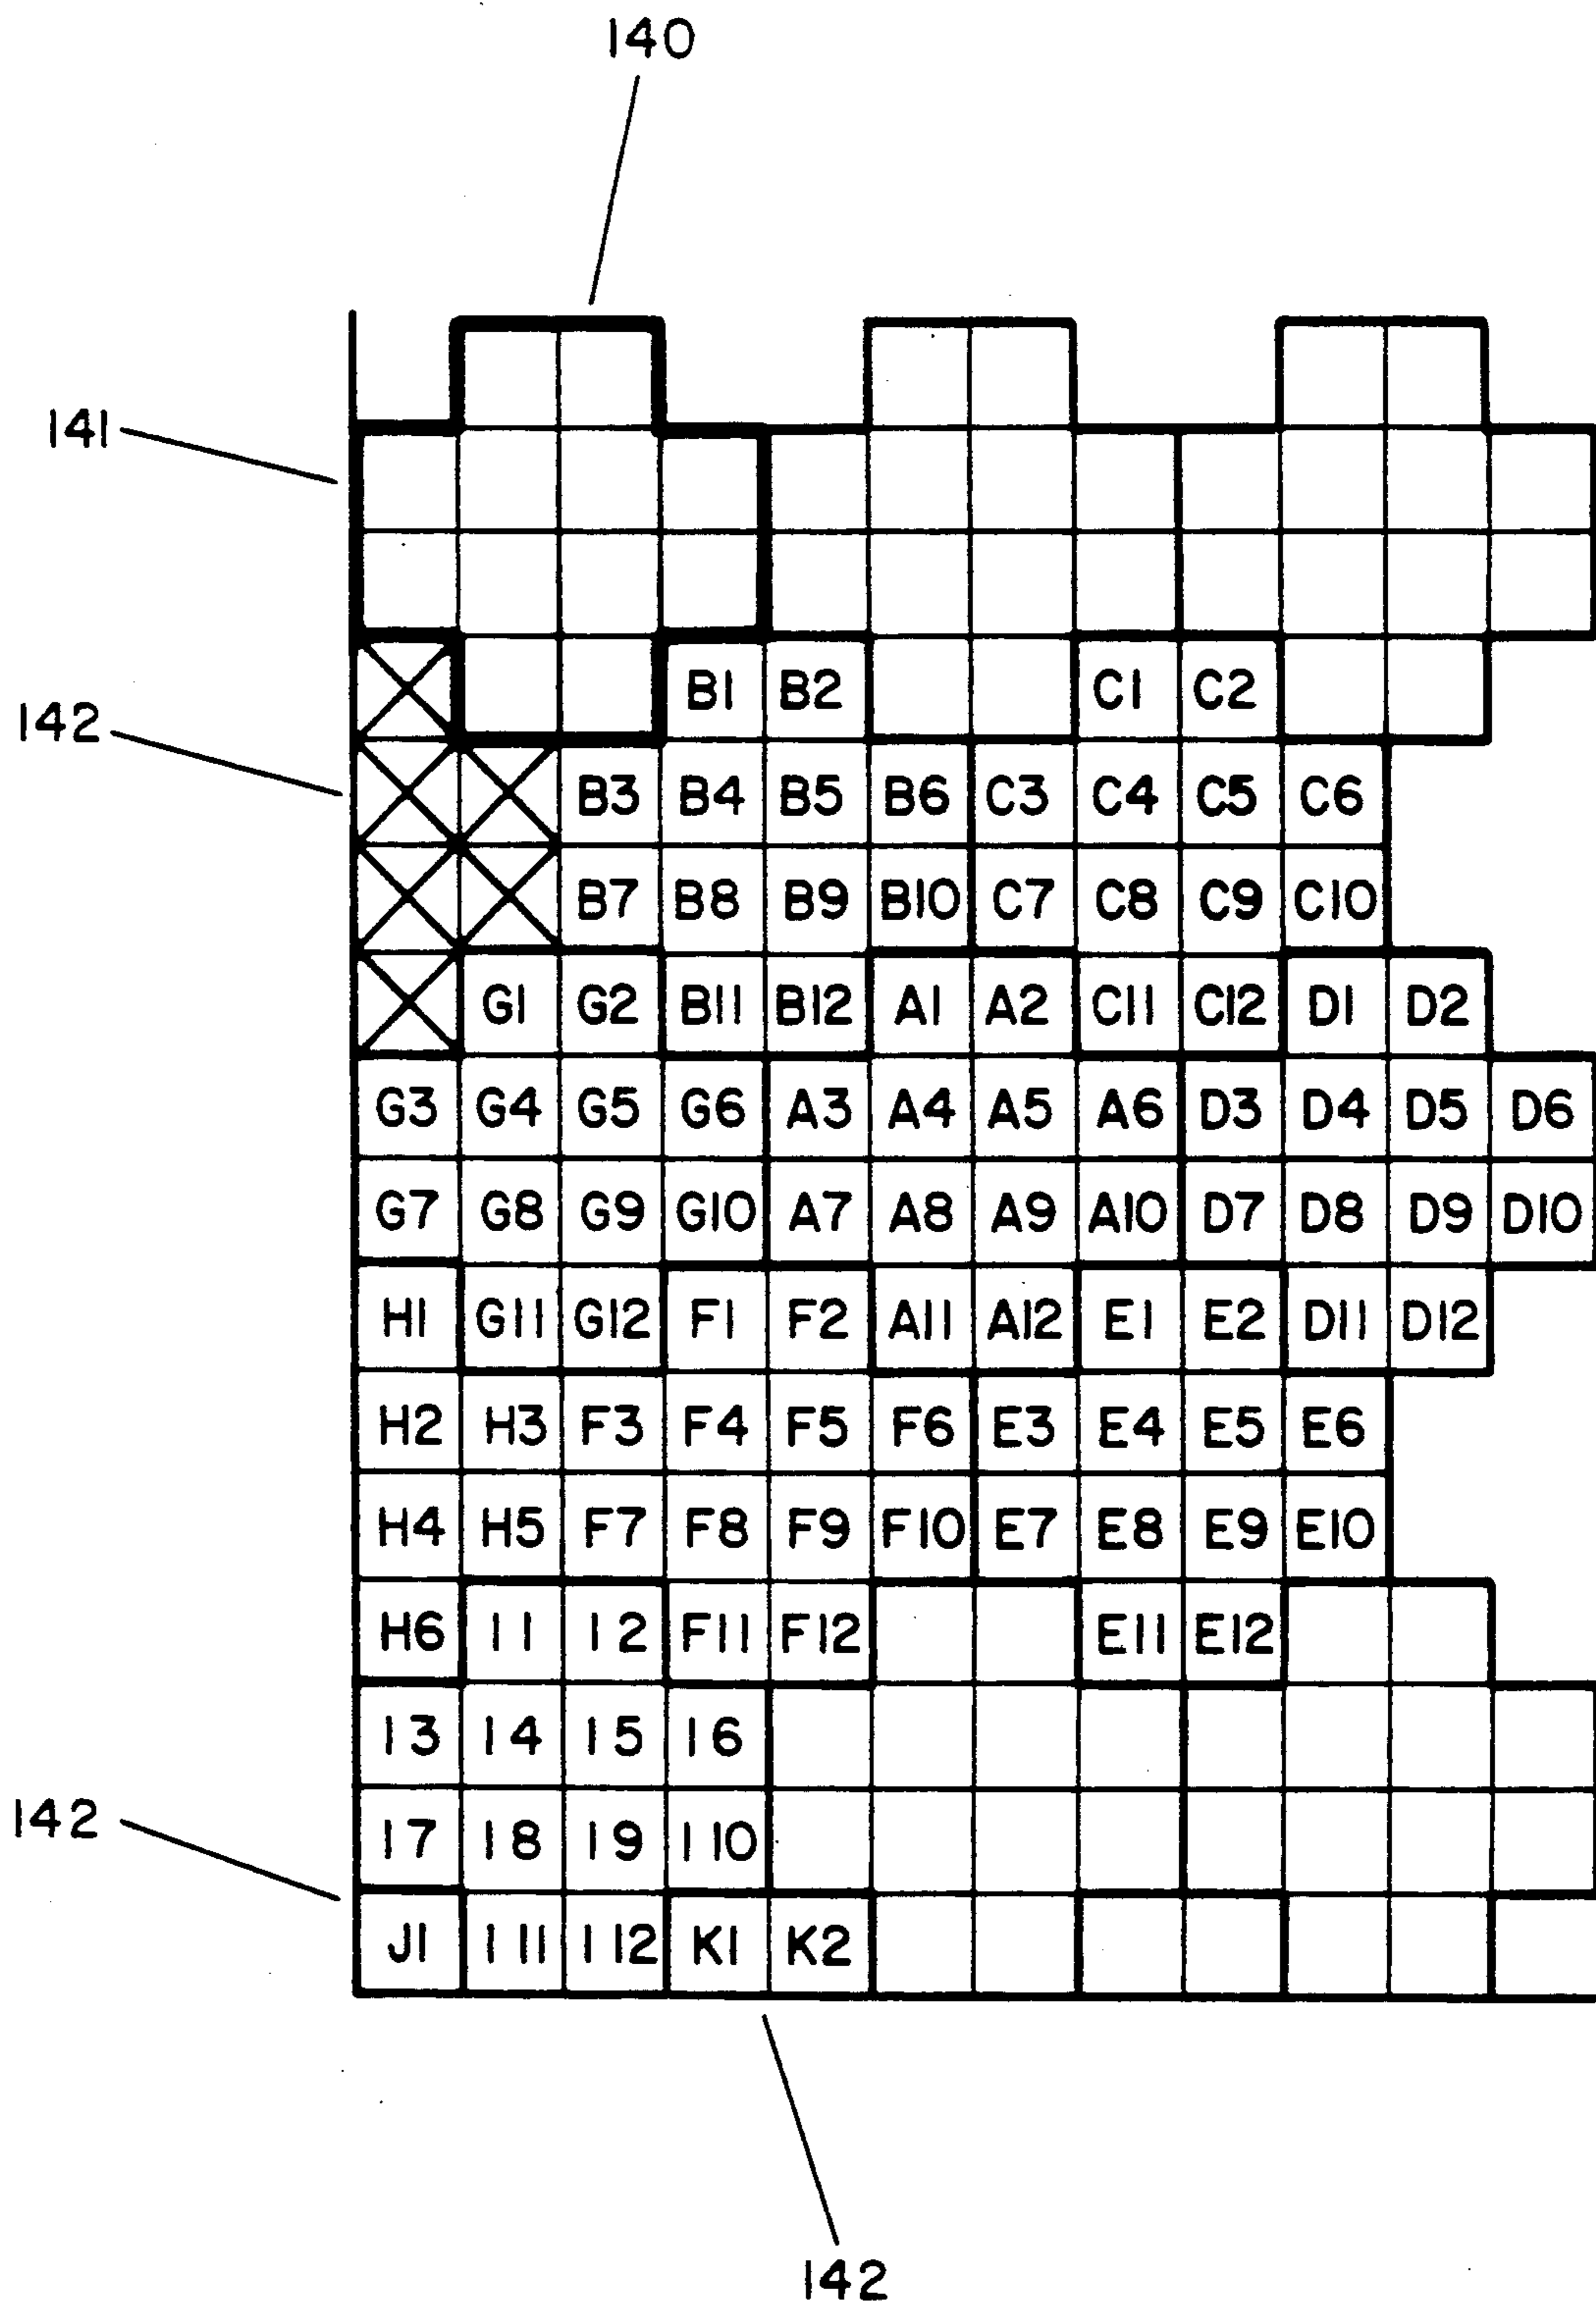 140
141
B1 B2 C1 C2
142
B3 B4 B5 B6 C3 C4 C5 C6
B7 B8 B9 B10 C7 C8 C9 C10
G1 G2 B11 B12 A1 A2 C11 C12 D1 D2
G3 G4 G5 G6 A3 A4 A5 A6 D3 D4 D5 D6
G7 G8 G9 G10 A7 A8 A9 A10 D7 D8 D9 D10
H1 G11 G12 F1 F2 A11 A12 E1 E2 D11 D12
H2 H3 F3 F4 F5 F6 E3 E4 E5 E6
H4 H5 F7 F8 F9 F10 E7 E8 E9 E10
H6 I1 I2 F11 F12 E11 E12
I3 I4 I5 I6
142
I7 I8 I9 I10
J1 I11 I12 K1 K2
142